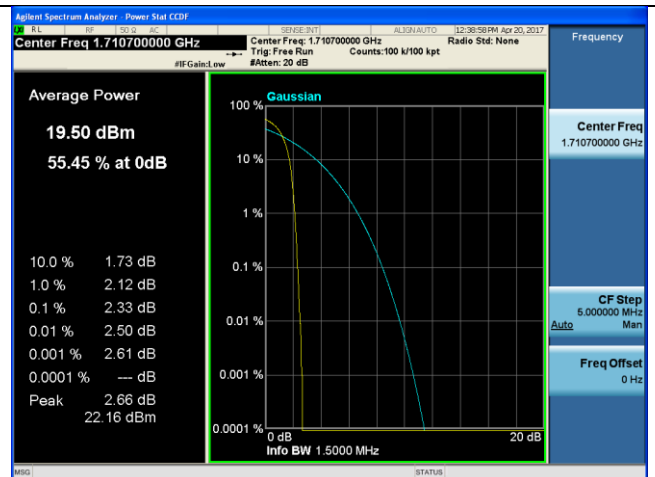 Agilent Spectrum Analyzer - Power Stat CCDF
RL RF 50 Ω AC SENSE:INT ALIGNAUTO 12:38:58 PM Apr 20, 2017
Center Freq 1.710700000 GHz
Center Freq: 1.710700000 GHz Radio Std: None
Trig: Free Run Counts:100 k/100 kpt
#IFGain:Low #Atten: 20 dB
Frequency
Average Power
19.50 dBm
55.45 % at 0dB
10.0 % 1.73 dB
1.0 % 2.12 dB
0.1 % 2.33 dB
0.01 % 2.50 dB
0.001 % 2.61 dB
0.0001 % --- dB
Peak 2.66 dB
22.16 dBm
Gaussian
100 %
10 %
1 %
0.1 %
0.01 %
0.001 %
0.0001 %
0 dB 20 dB
Info BW 1.5000 MHz
Center Freq
1.710700000 GHz
CF Step
5.000000 MHz
Auto Man
Freq Offset
0 Hz
MSG STATUS